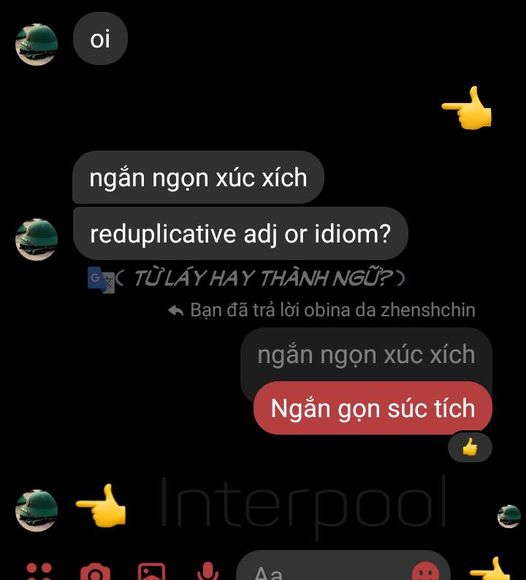 oi
ngắn ngọn xúc xích
reduplicative adj or idiom?
( TỪ LÁY HAY THÀNH NGỮ? )
Bạn đã trả lời obina da zhenshchin
ngắn ngọn xúc xích
Ngắn gọn súc tích
Interpool
Aa